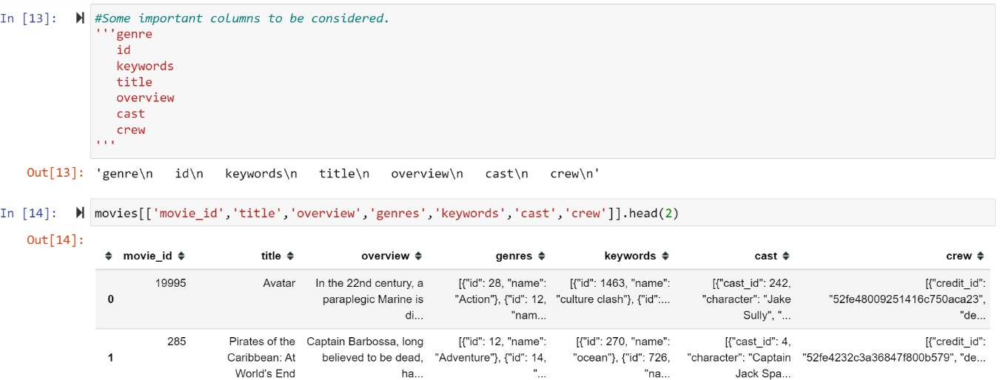 In [13]: #Some important columns to be considered.
'''genre
   id
   keywords
   title
   overview
   cast
   crew
'''
Out[13]: 'genre\n   id\n   keywords\n   title\n   overview\n   cast\n   crew\n'
In [14]: movies[['movie_id','title','overview','genres','keywords','cast','crew']].head(2)
Out[14]:
movie_id title overview genres keywords cast crew
19995 Avatar In the 22nd century, a [{"id": 28, "name": [{"id": 1463, "name": [{"cast_id": 242, [{"credit_id":
0 paraplegic Marine is "Action"}, {"id": 12, "culture clash"}, {"id":... "character": "Jake "52fe48009251416c750aca23",
di... "nam... Sully", "... "de...
285 Pirates of the Captain Barbossa, long [{"id": 12, "name": [{"id": 270, "name": [{"cast_id": 4, [{"credit_id":
1 Caribbean: At believed to be dead, "Adventure"}, {"id": 14, "ocean"}, {"id": 726, "character": "Captain "52fe4232c3a36847f800b579", "de...
World's End ha... "... "na... Jack Spa...